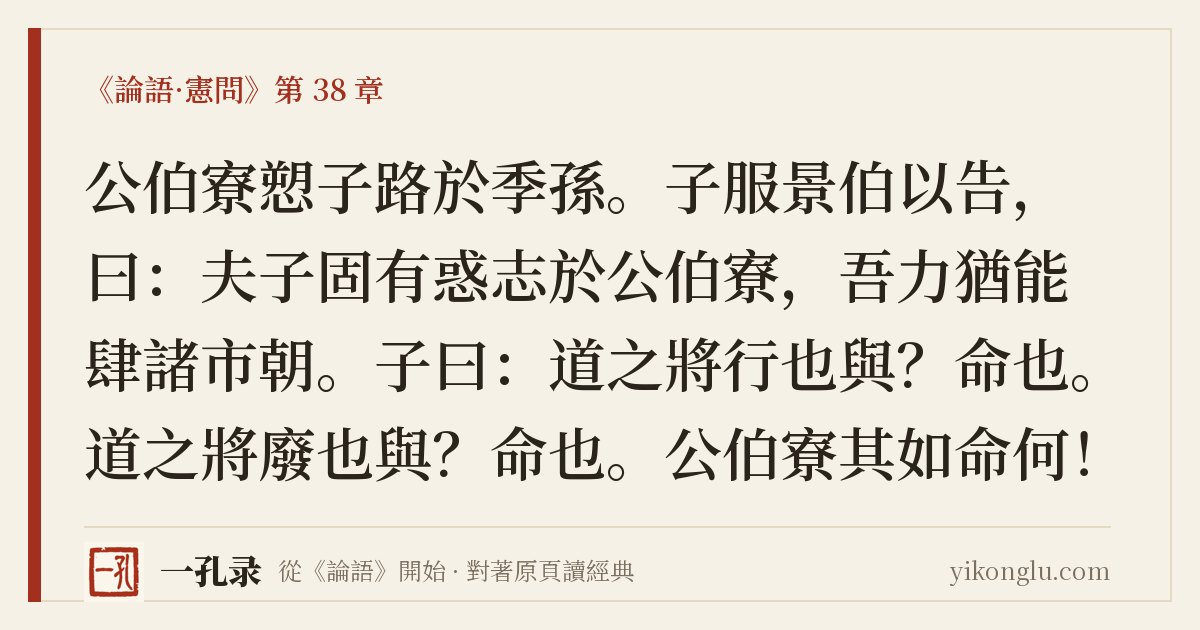 《論語·憲問》第 38 章
公伯寮愬子路於季孫。子服景伯以告，
曰：夫子固有惑志於公伯寮，吾力猶能
肆諸市朝。子曰：道之將行也與？命也。
道之將廢也與？命也。公伯寮其如命何！
一孔
一孔录 從《論語》開始 · 對著原頁讀經典
yikonglu.com